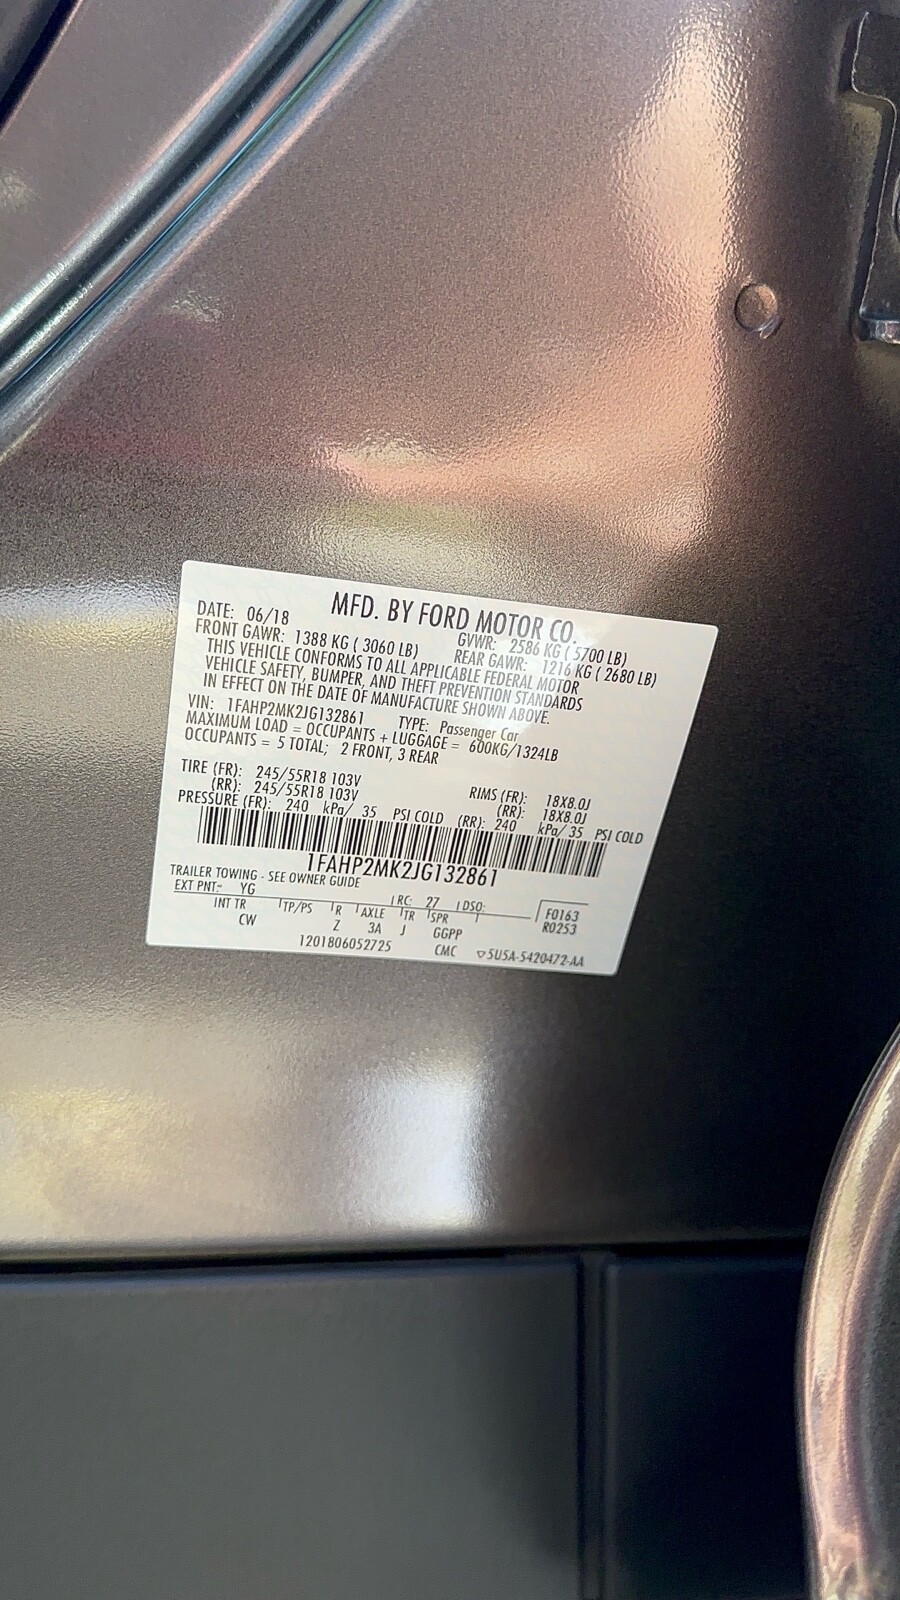 MFD. BY FORD MOTOR CO.
DATE: 06/18 GVWR: 2586 KG ( 5700 LB)
FRONT GAWR: 1388 KG ( 3060 LB) REAR GAWR: 1216 KG ( 2680 LB)
THIS VEHICLE CONFORMS TO ALL APPLICABLE FEDERAL MOTOR
VEHICLE SAFETY, BUMPER, AND THEFT PREVENTION STANDARDS
IN EFFECT ON THE DATE OF MANUFACTURE SHOWN ABOVE.
VIN: 1FAHP2MK2JG132861 TYPE: Passenger Car
MAXIMUM LOAD = OCCUPANTS + LUGGAGE = 600KG/1324LB
OCCUPANTS = 5 TOTAL; 2 FRONT, 3 REAR
TIRE (FR): 245/55R18 103V RIMS (FR): 18X8.0J
(RR): 245/55R18 103V (RR): 18X8.0J
PRESSURE (FR): 240 kPa/ 35 PSI COLD (RR): 240 kPa/ 35 PSI COLD
1FAHP2MK2JG132861
TRAILER TOWING - SEE OWNER GUIDE
EXT PNT: YG RC: 27 DSO: F0163
INT TR TP/PS R AXLE TR SPR R0253
CW Z 3A J GGPP
1201806052725 CMC ▽5U5A-5420472-AA